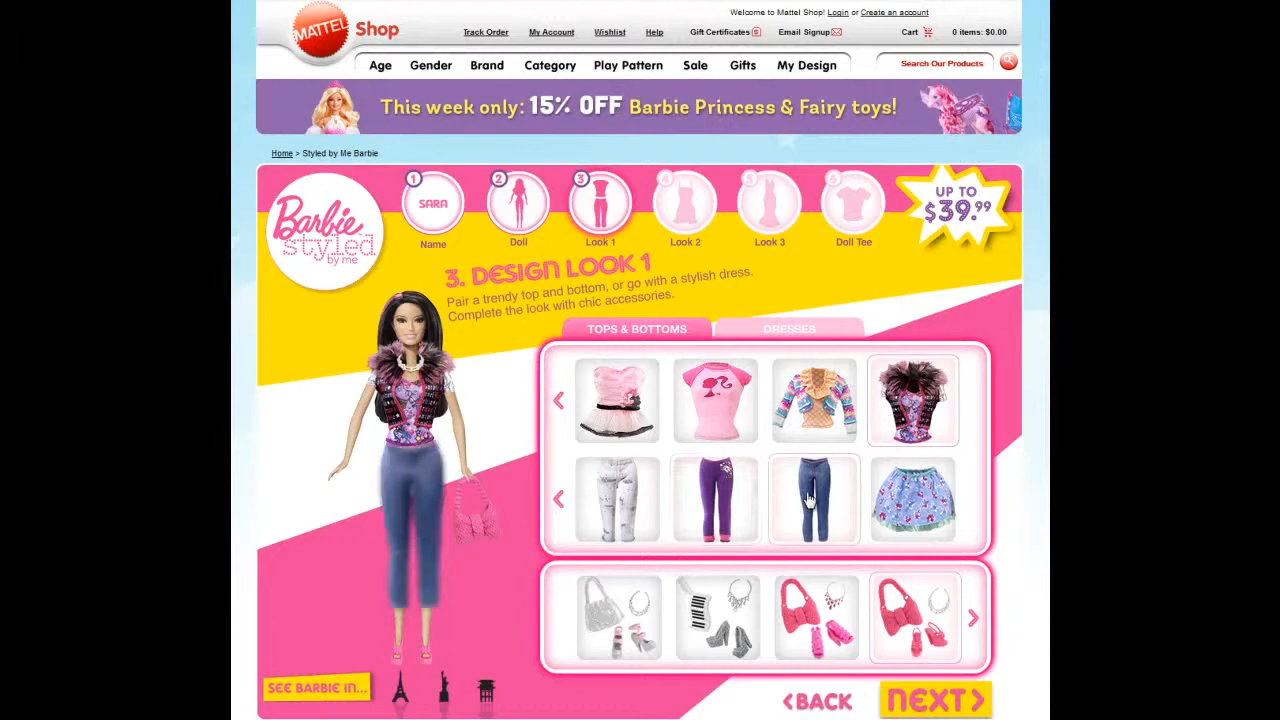 Welcome to Mattel Shop! Login or Create an account
MATTEL Shop
Track Order My Account Wishlist Help Gift Certificates Email Signup Cart 0 items: $0.00
Age Gender Brand Category Play Pattern Sale Gifts My Design Search Our Products
This week only: 15% OFF Barbie Princess & Fairy toys!
Home > Styled by Me Barbie
Barbie
styled
by me
1 2 3 4 5 6
SARA
Name Doll Look 1 Look 2 Look 3 Doll Tee
UP TO
$39.99
3. DESIGN LOOK 1
Pair a trendy top and bottom, or go with a stylish dress.
Complete the look with chic accessories.
TOPS & BOTTOMS DRESSES
SEE BARBIE IN...
<BACK NEXT>